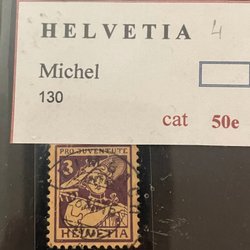 HELVETIA 4
Michel
130
cat 50e
PRO JUVENTUTE
3
HELVETIA